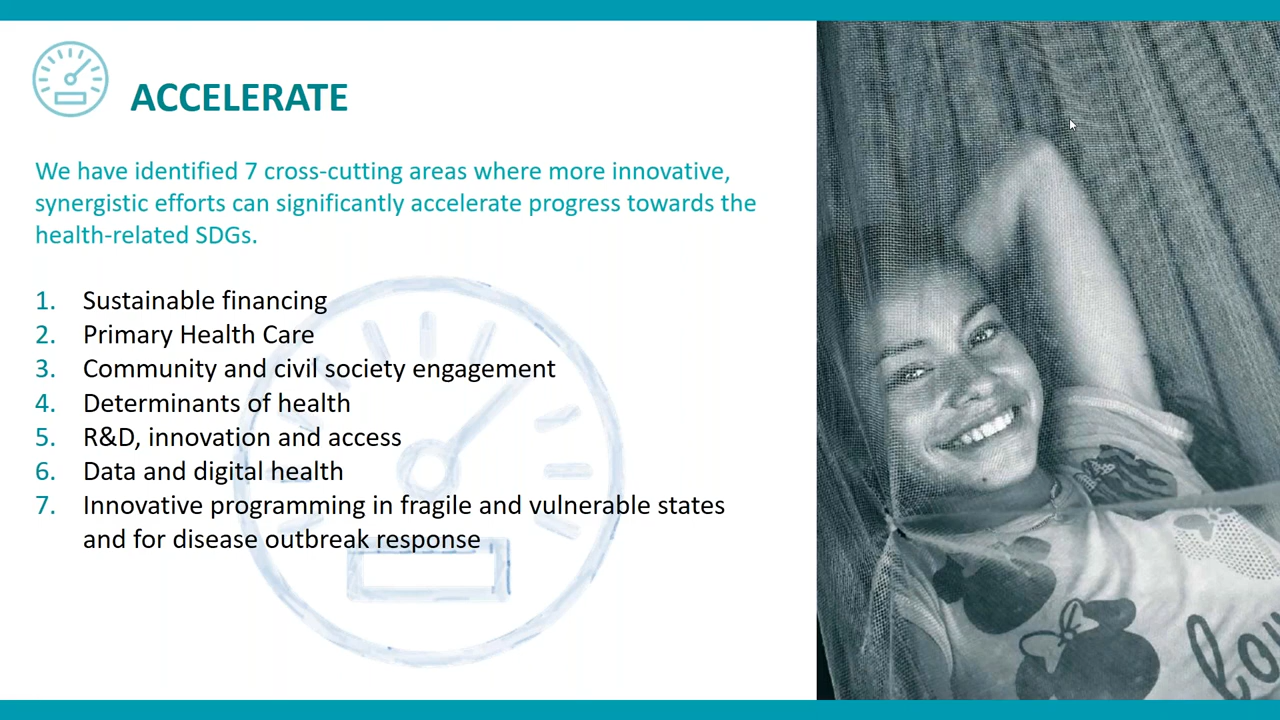 ACCELERATE
We have identified 7 cross-cutting areas where more innovative,
synergistic efforts can significantly accelerate progress towards the
health-related SDGs.
1. Sustainable financing
2. Primary Health Care
3. Community and civil society engagement
4. Determinants of health
5. R&D, innovation and access
6. Data and digital health
7. Innovative programming in fragile and vulnerable states
and for disease outbreak response